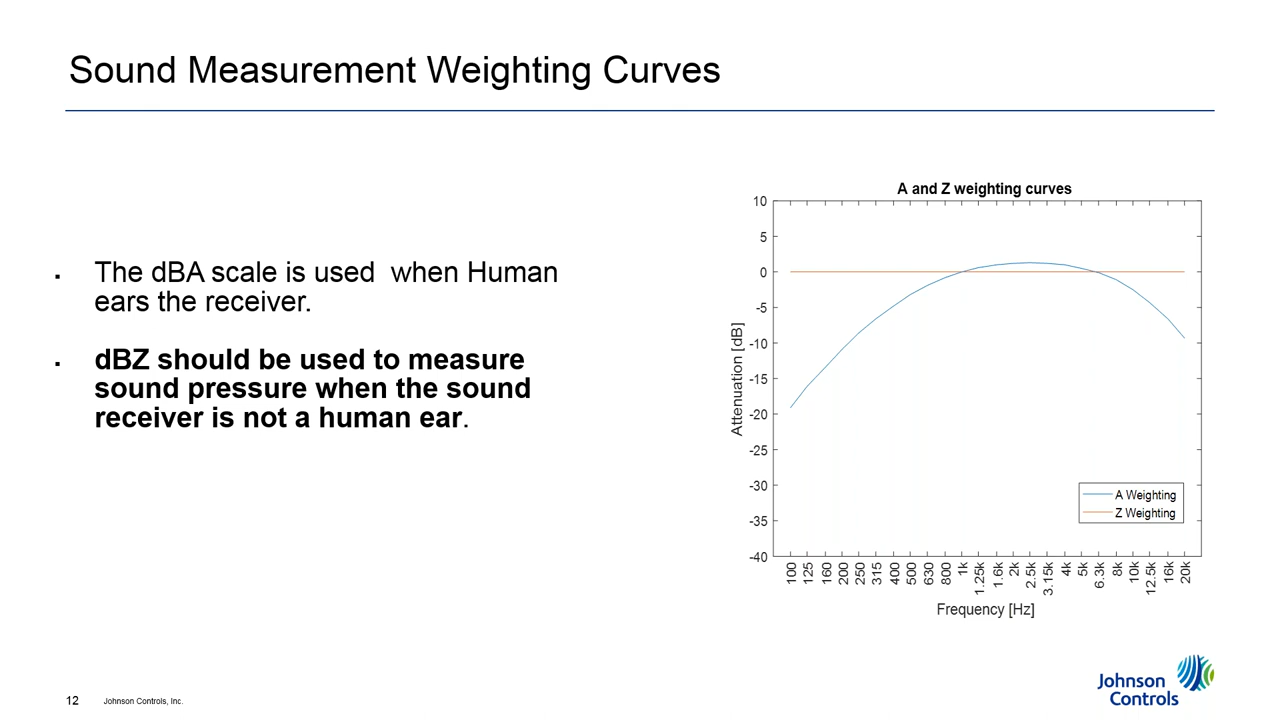 Sound Measurement Weighting Curves
▪ The dBA scale is used  when Human
ears the receiver.
▪ dBZ should be used to measure
sound pressure when the sound
receiver is not a human ear.
A and Z weighting curves
Attenuation [dB]
10
5
0
-5
-10
-15
-20
-25
-30
-35
-40
A Weighting
Z Weighting
100 125 160 200 250 315 400 500 630 800 1k 1.25k 1.6k 2k 2.5k 3.15k 4k 5k 6.3k 8k 10k 12.5k 16k 20k
Frequency [Hz]
12 Johnson Controls, Inc.
Johnson
Controls